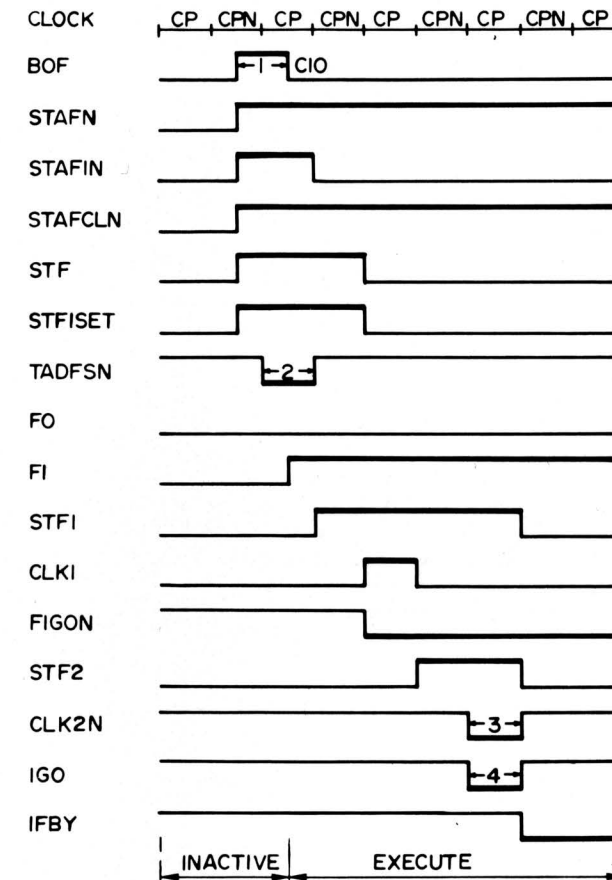 CLOCK CP CPN CP CPN CP CPN CP CPN CP
BOF 1 C10
STAFN
STAFIN
STAFCLN
STF
STFISET
TADFSN 2
FO
FI
STFI
CLKI
FIGON
STF2
CLK2N 3
IGO 4
IFBY
INACTIVE EXECUTE